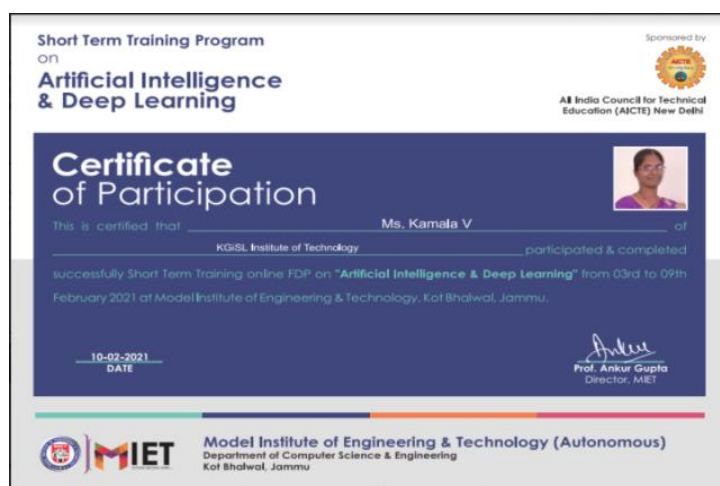 Short Term Training Program
on
Artificial Intelligence
& Deep Learning
Sponsored by
AICTE
All India Council for Technical
Education (AICTE) New Delhi
Certificate
of Participation
This is certified that Ms. Kamala V of
KGiSL Institute of Technology participated & completed
successfully Short Term Training online FDP on "Artificial Intelligence & Deep Learning" from 03rd to 09th
February 2021 at Model Institute of Engineering & Technology, Kot Bhalwal, Jammu.
10-02-2021
DATE
Ankur
Prof. Ankur Gupta
Director, MIET
MIET
Model Institute of Engineering & Technology (Autonomous)
Department of Computer Science & Engineering
Kot Bhalwal, Jammu